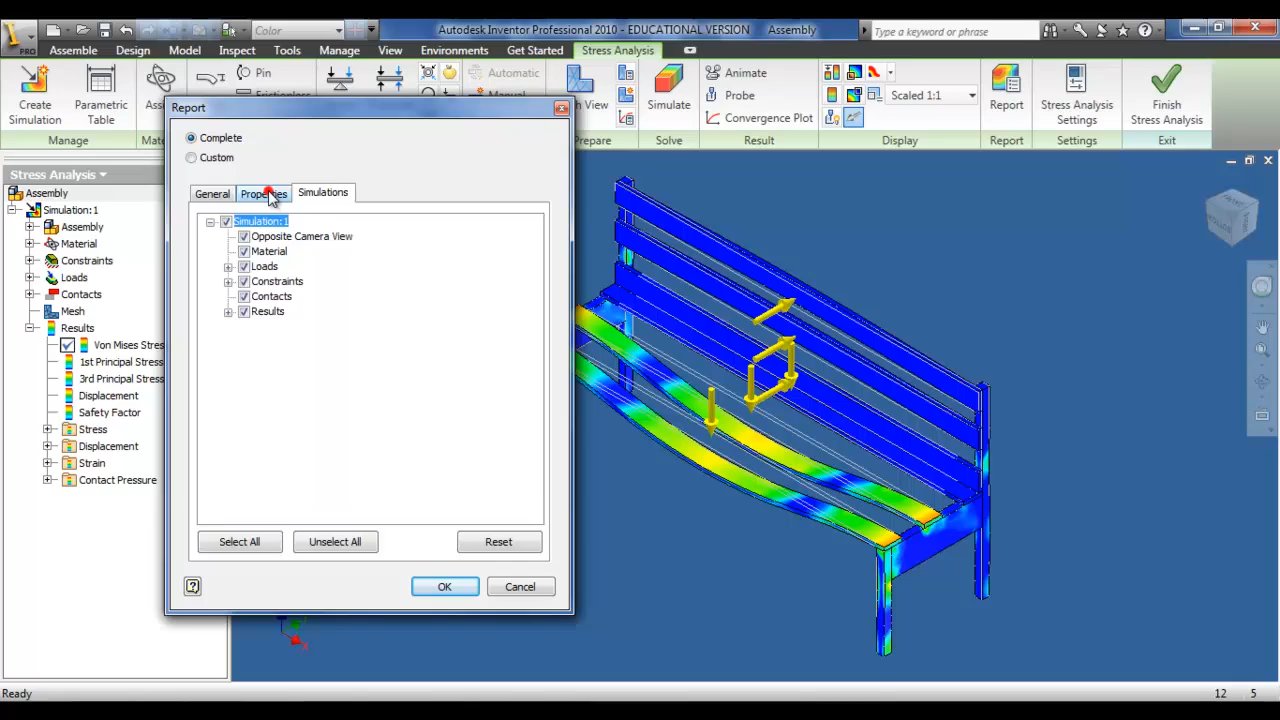 Color
Autodesk Inventor Professional 2010 - EDUCATIONAL VERSION Assembly
Type a keyword or phrase
PRO
Assemble Design Model Inspect Tools Manage View Environments Get Started Stress Analysis
Create
Simulation
Parametric
Table
Pin
Automatic
Simulate
Animate
Probe
Convergence Plot
Scaled 1:1
Report
Stress Analysis
Settings
Finish
Stress Analysis
Manage
Prepare
Solve
Result
Display
Report
Settings
Exit
Stress Analysis
Assembly
Simulation:1
Assembly
Material
Constraints
Loads
Contacts
Mesh
Results
Von Mises Stres
1st Principal Stress
3rd Principal Stress
Displacement
Safety Factor
Stress
Displacement
Strain
Contact Pressure
Report
Complete
Custom
General
Properties
Simulations
Simulation:1
Opposite Camera View
Material
Loads
Constraints
Contacts
Results
Select All
Unselect All
Reset
OK
Cancel
Ready
12 5